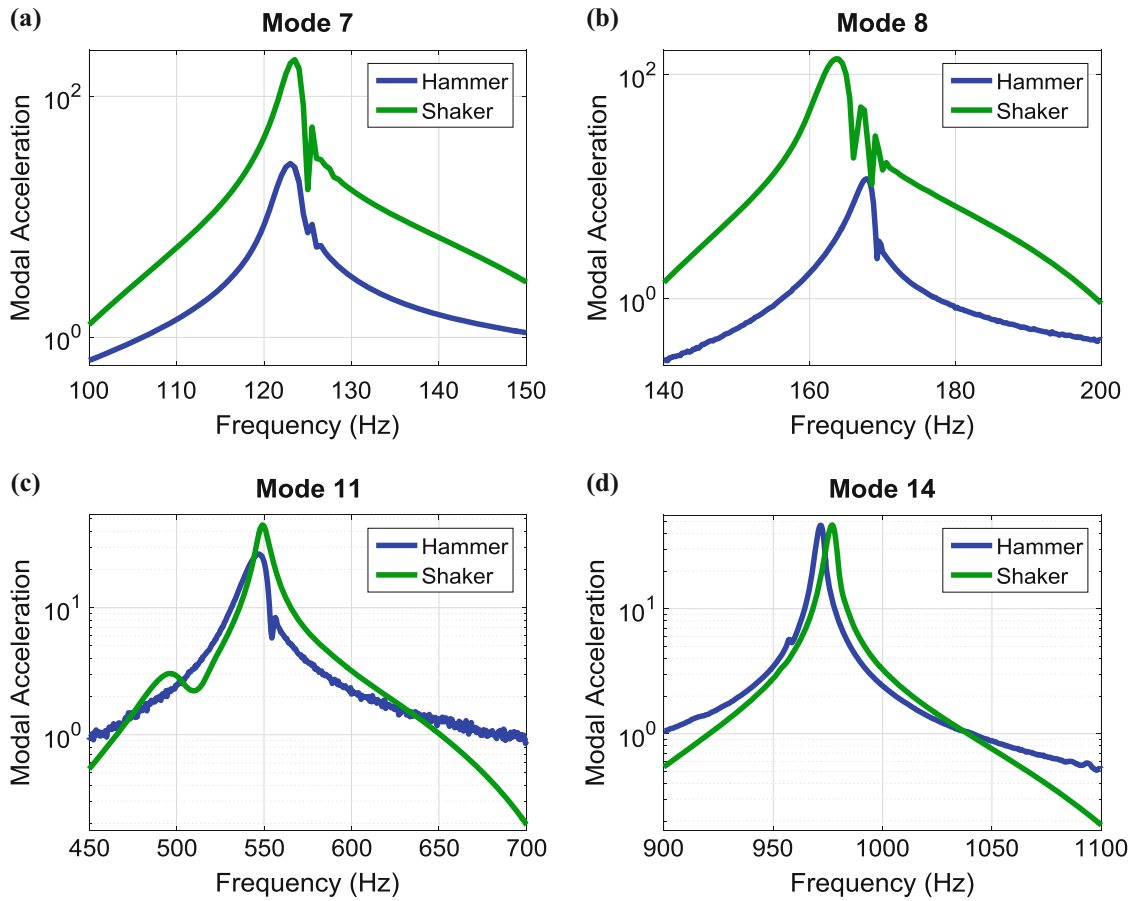 (a)
Mode 7
Hammer
Shaker
10^2
10^0
Modal Acceleration
100 110 120 130 140 150
Frequency (Hz)
(b)
Mode 8
Hammer
Shaker
10^2
10^0
Modal Acceleration
140 160 180 200
Frequency (Hz)
(c)
Mode 11
Hammer
Shaker
10^1
10^0
Modal Acceleration
450 500 550 600 650 700
Frequency (Hz)
(d)
Mode 14
Hammer
Shaker
10^1
10^0
Modal Acceleration
900 950 1000 1050 1100
Frequency (Hz)